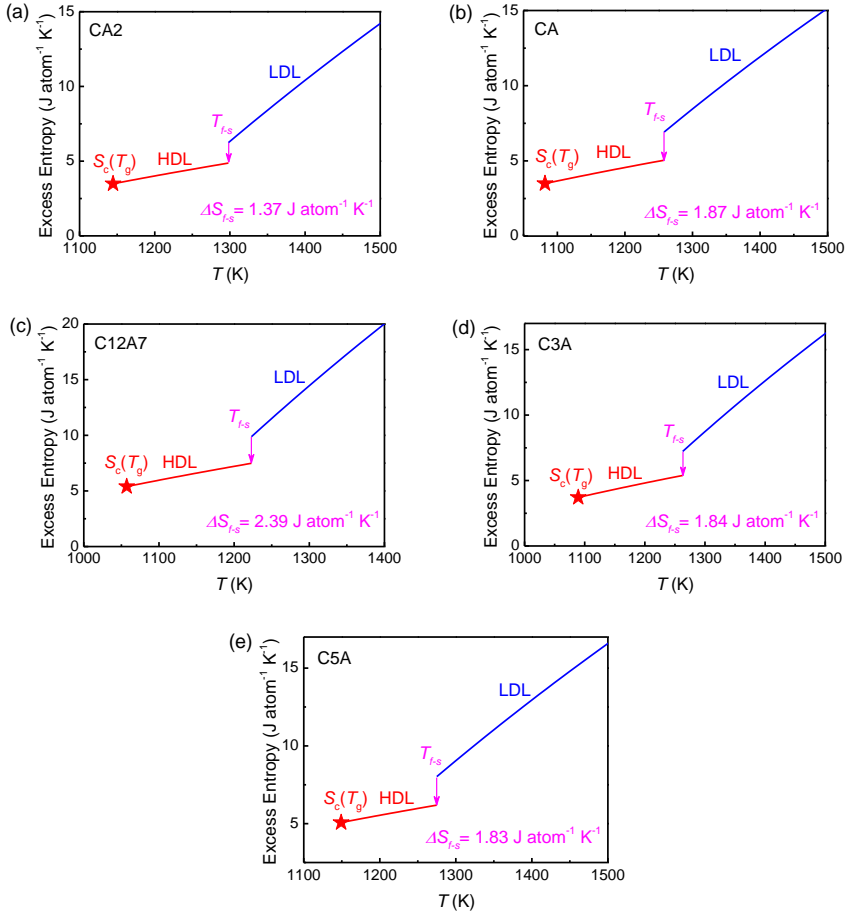 (a)
CA2
Excess Entropy (J atom⁻¹ K⁻¹)
15
10
5
0
LDL
T_f-s
S_c(T_g)
HDL
ΔS_f-s= 1.37 J atom⁻¹ K⁻¹
1100 1200 1300 1400 1500
T (K)
(b)
CA
Excess Entropy (J atom⁻¹ K⁻¹)
15
10
5
0
LDL
T_f-s
S_c(T_g)
HDL
ΔS_f-s= 1.87 J atom⁻¹ K⁻¹
1100 1200 1300 1400 1500
T (K)
(c)
C12A7
Excess Entropy (J atom⁻¹ K⁻¹)
20
15
10
5
0
LDL
T_f-s
S_c(T_g)
HDL
ΔS_f-s= 2.39 J atom⁻¹ K⁻¹
1000 1100 1200 1300 1400
T (K)
(d)
C3A
Excess Entropy (J atom⁻¹ K⁻¹)
15
10
5
0
LDL
T_f-s
S_c(T_g)
HDL
ΔS_f-s= 1.84 J atom⁻¹ K⁻¹
1000 1100 1200 1300 1400 1500
T (K)
(e)
C5A
Excess Entropy (J atom⁻¹ K⁻¹)
15
10
5
LDL
T_f-s
S_c(T_g)
HDL
ΔS_f-s= 1.83 J atom⁻¹ K⁻¹
1100 1200 1300 1400 1500
T (K)